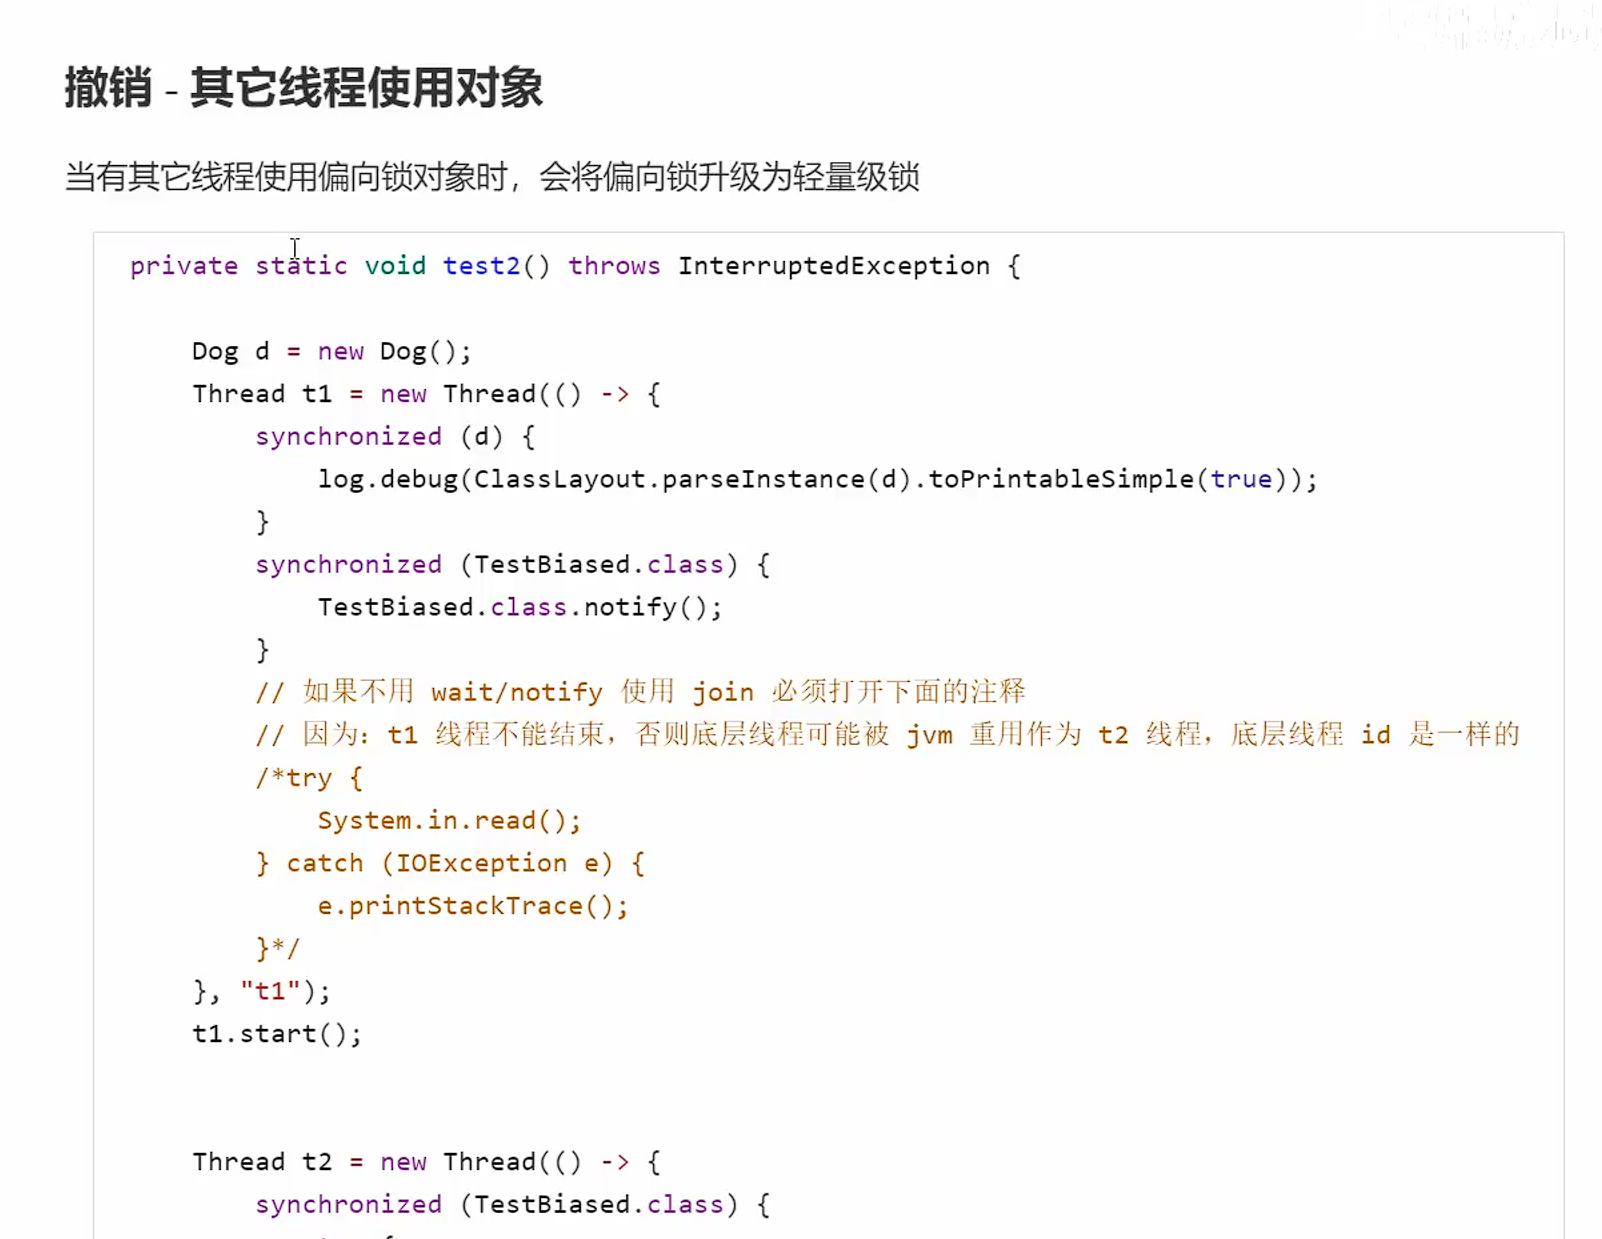 撤销 - 其它线程使用对象
当有其它线程使用偏向锁对象时，会将偏向锁升级为轻量级锁
private static void test2() throws InterruptedException {
Dog d = new Dog();
Thread t1 = new Thread(() -> {
synchronized (d) {
log.debug(ClassLayout.parseInstance(d).toPrintableSimple(true));
}
synchronized (TestBiased.class) {
TestBiased.class.notify();
}
// 如果不用 wait/notify 使用 join 必须打开下面的注释
// 因为：t1 线程不能结束，否则底层线程可能被 jvm 重用作为 t2 线程，底层线程 id 是一样的
/*try {
System.in.read();
} catch (IOException e) {
e.printStackTrace();
}*/
}, "t1");
t1.start();
Thread t2 = new Thread(() -> {
synchronized (TestBiased.class) {